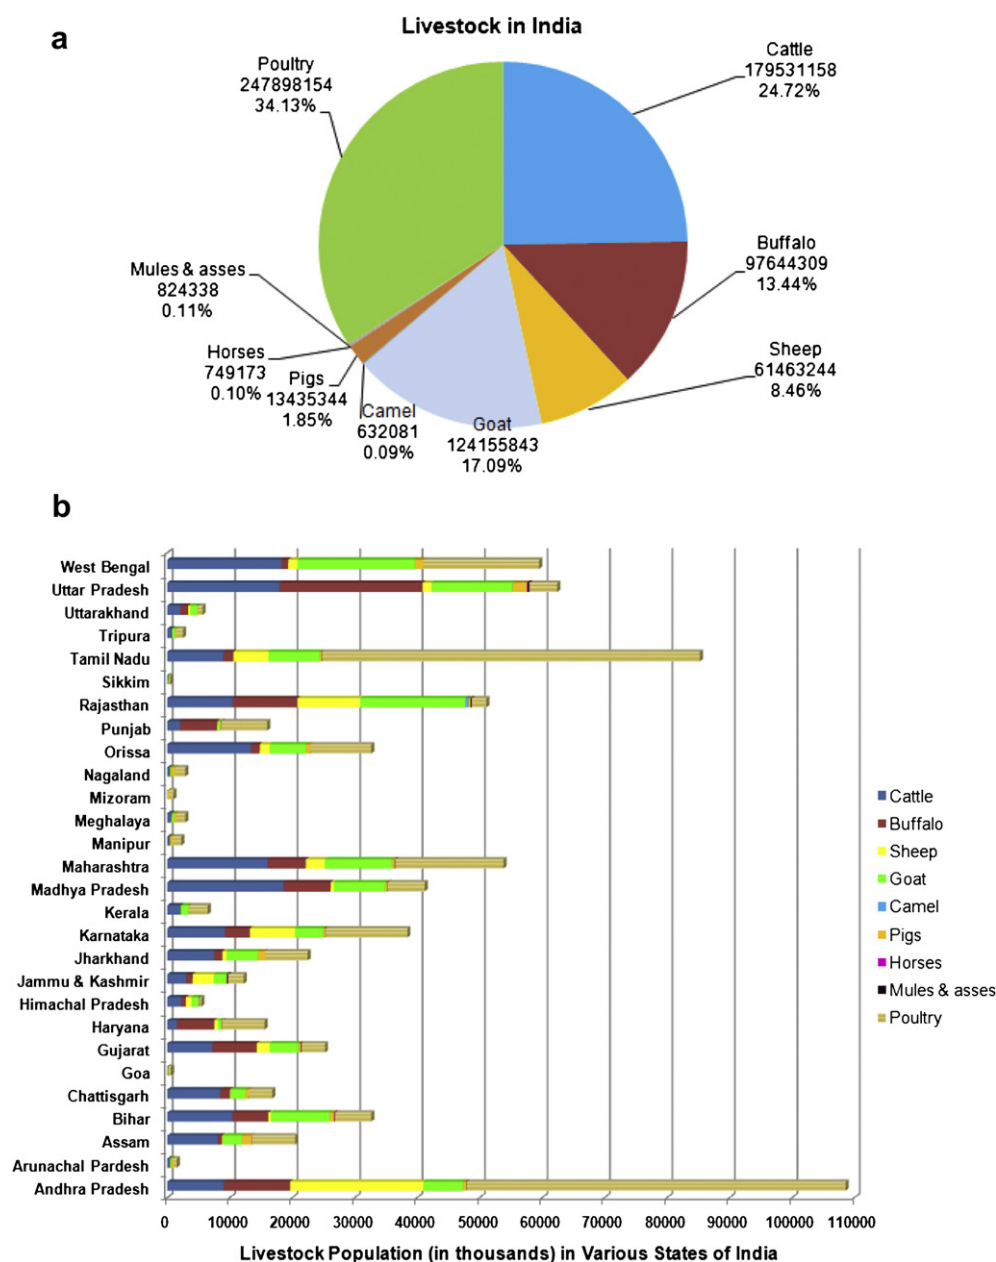 a
Livestock in India
Poultry
247898154
34.13%
Cattle
179531158
24.72%
Buffalo
97644309
13.44%
Mules & asses
824338
0.11%
Sheep
61463244
8.46%
Horses
749173
0.10%
Pigs
13435344
1.85%
Camel
632081
0.09%
Goat
124155843
17.09%
b
West Bengal
Uttar Pradesh
Uttarakhand
Tripura
Tamil Nadu
Sikkim
Rajasthan
Punjab
Orissa
Nagaland
Mizoram
Meghalaya
Manipur
Maharashtra
Madhya Pradesh
Kerala
Karnataka
Jharkhand
Jammu & Kashmir
Himachal Pradesh
Haryana
Gujarat
Goa
Chattisgarh
Bihar
Assam
Arunachal Pardesh
Andhra Pradesh
Cattle
Buffalo
Sheep
Goat
Camel
Pigs
Horses
Mules & asses
Poultry
0 10000 20000 30000 40000 50000 60000 70000 80000 90000 100000 110000
Livestock Population (in thousands) in Various States of India